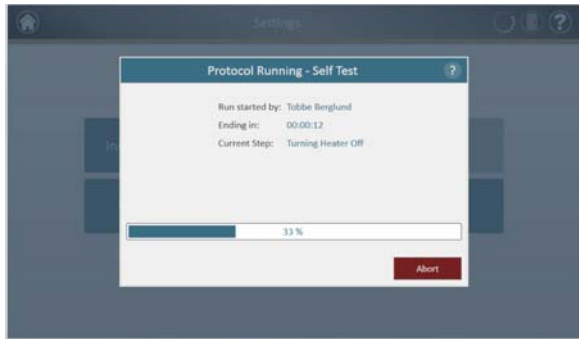 Settings
?
Protocol Running - Self Test
?
Run started by: Tobbe Berglund
Ending in: 00:00:12
Current Step: Turning Heater Off
In
33 %
Abort